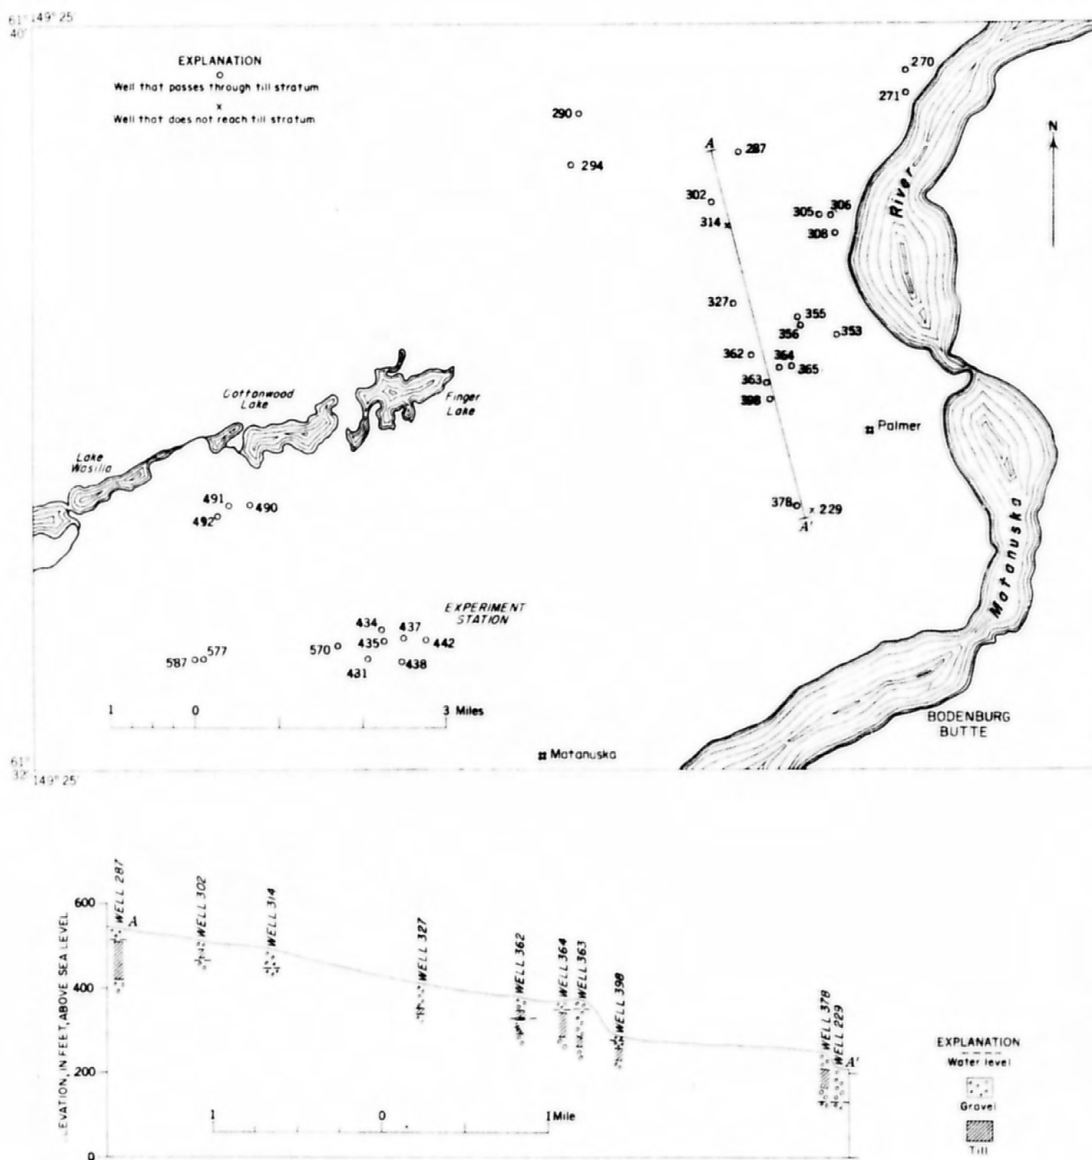 61° 149° 25'
40'
EXPLANATION
Well that passes through till stratum
x
Well that does not reach till stratum
270
271
290
294
A
287
N
302
314
305
306
308
River
327
355
356
353
362
364
365
363
398
Palmer
Cottonwood
Lake
Finger
Lake
Lake
Wasilla
491
490
492
378
229
A'
Matanuska
EXPERIMENT
STATION
434
437
435
442
570
431
438
587
577
1 0 3 Miles
BODENBURG
BUTTE
Matanuska
61°
32' 149° 25'
LEVATION, IN FEET, ABOVE SEA LEVEL
600
400
200
0
A
WELL 287
WELL 302
WELL 314
WELL 327
WELL 362
WELL 364
WELL 363
WELL 398
WELL 378
WELL 229
A'
1 0 1 Mile
EXPLANATION
Water level
Gravel
Till